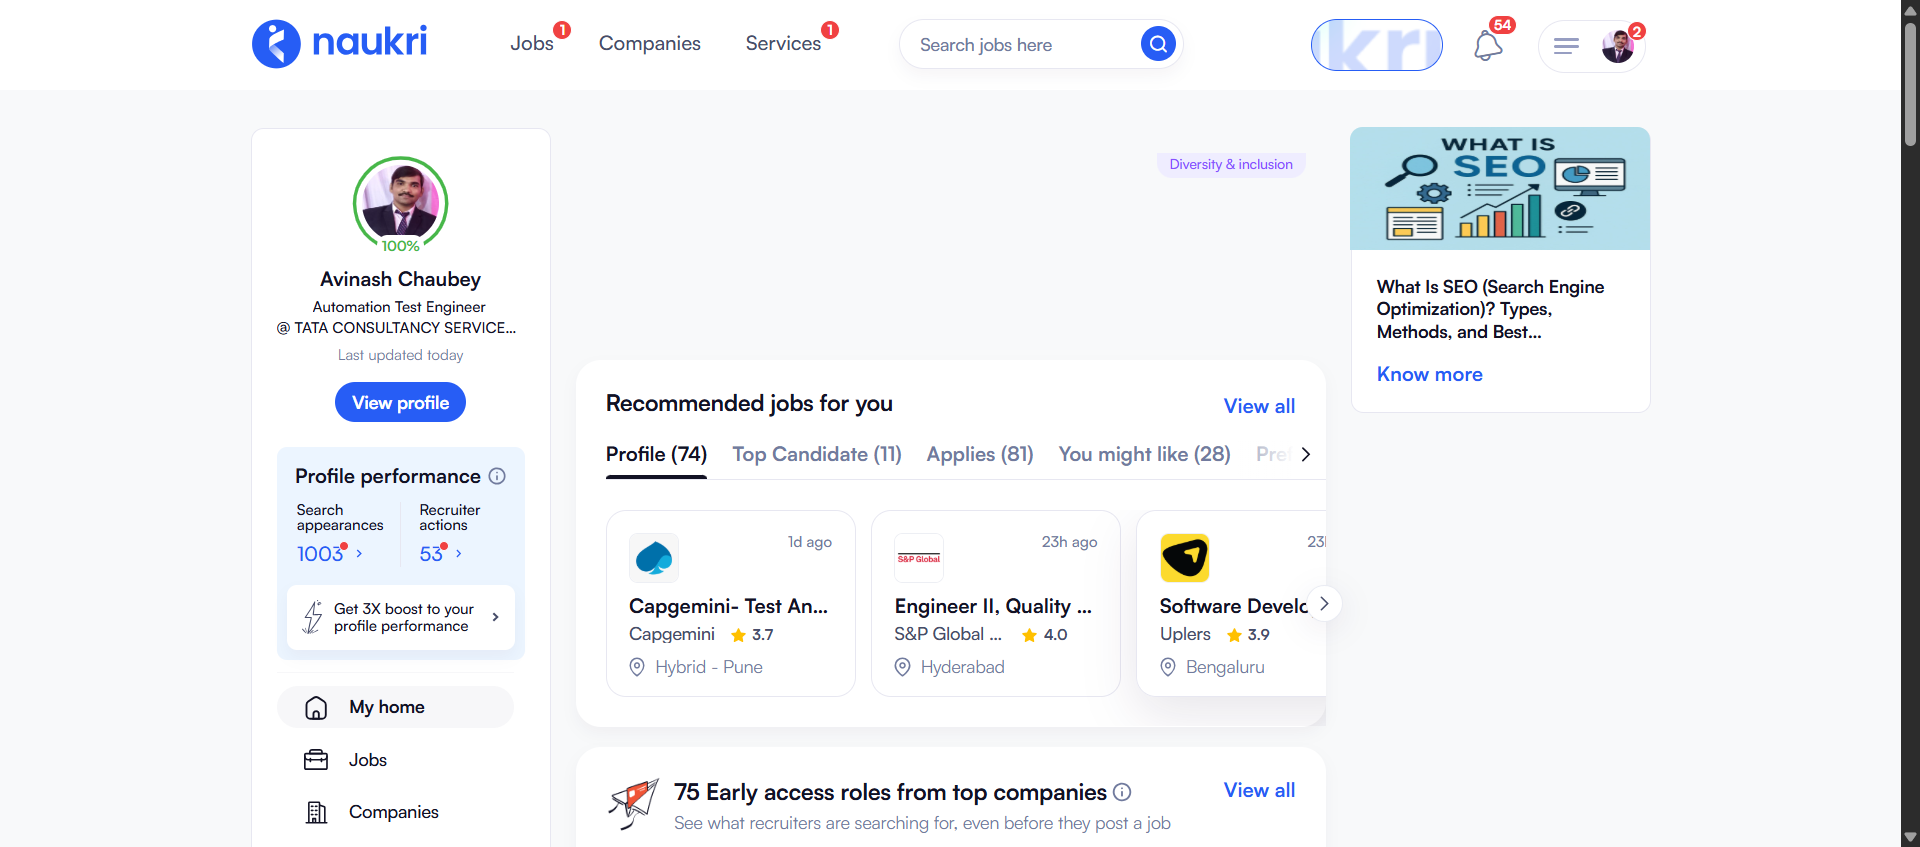 naukri
Jobs 1
Companies
Services 1
Search jobs here
kri
54
2
100%
Avinash Chaubey
Automation Test Engineer
@ TATA CONSULTANCY SERVICE...
Last updated today
View profile
Profile performance
Search appearances
1003
Recruiter actions
53
Get 3X boost to your
profile performance
My home
Jobs
Companies
Diversity & inclusion
Recommended jobs for you
View all
Profile (74)
Top Candidate (11)
Applies (81)
You might like (28)
Pre
1d ago
Capgemini- Test An...
Capgemini 3.7
Hybrid - Pune
S&P Global
23h ago
Engineer II, Quality ...
S&P Global ... 4.0
Hyderabad
23
Software Develo
Uplers 3.9
Bengaluru
75 Early access roles from top companies
View all
See what recruiters are searching for, even before they post a job
WHAT IS
SEO
What Is SEO (Search Engine
Optimization)? Types,
Methods, and Best...
Know more